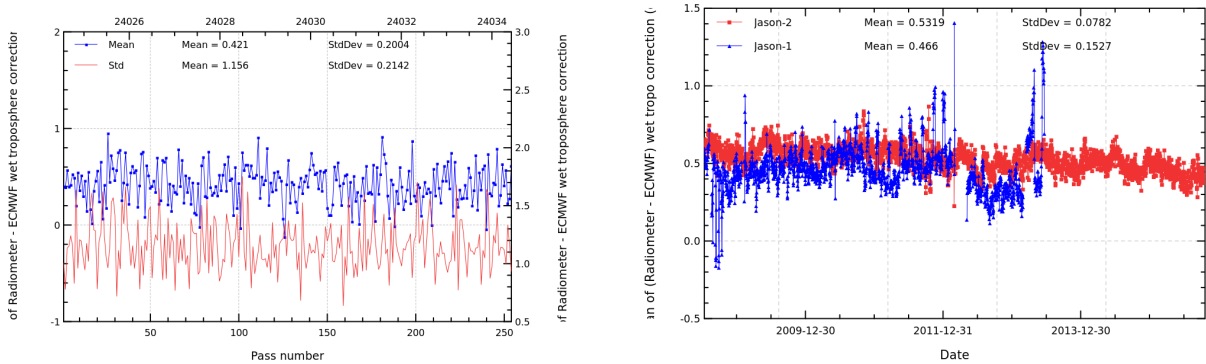 24026 24028 24030 24032 24034
2 3.0
Mean Mean = 0.421 StdDev = 0.2004
Std Mean = 1.156 StdDev = 0.2142
2.5
1 2.0
1.5
0
1.0
-1 0.5
50 100 150 200 250
Pass number
of Radiometer - ECMWF wet troposphere correction
of Radiometer - ECMWF wet troposphere correction
1.5
Jason-2 Mean = 0.5319 StdDev = 0.0782
Jason-1 Mean = 0.466 StdDev = 0.1527
1.0
0.5
0.0
-0.5
2009-12-30 2011-12-31 2013-12-30
Date
of (Radiometer - ECMWF) wet tropo correction (